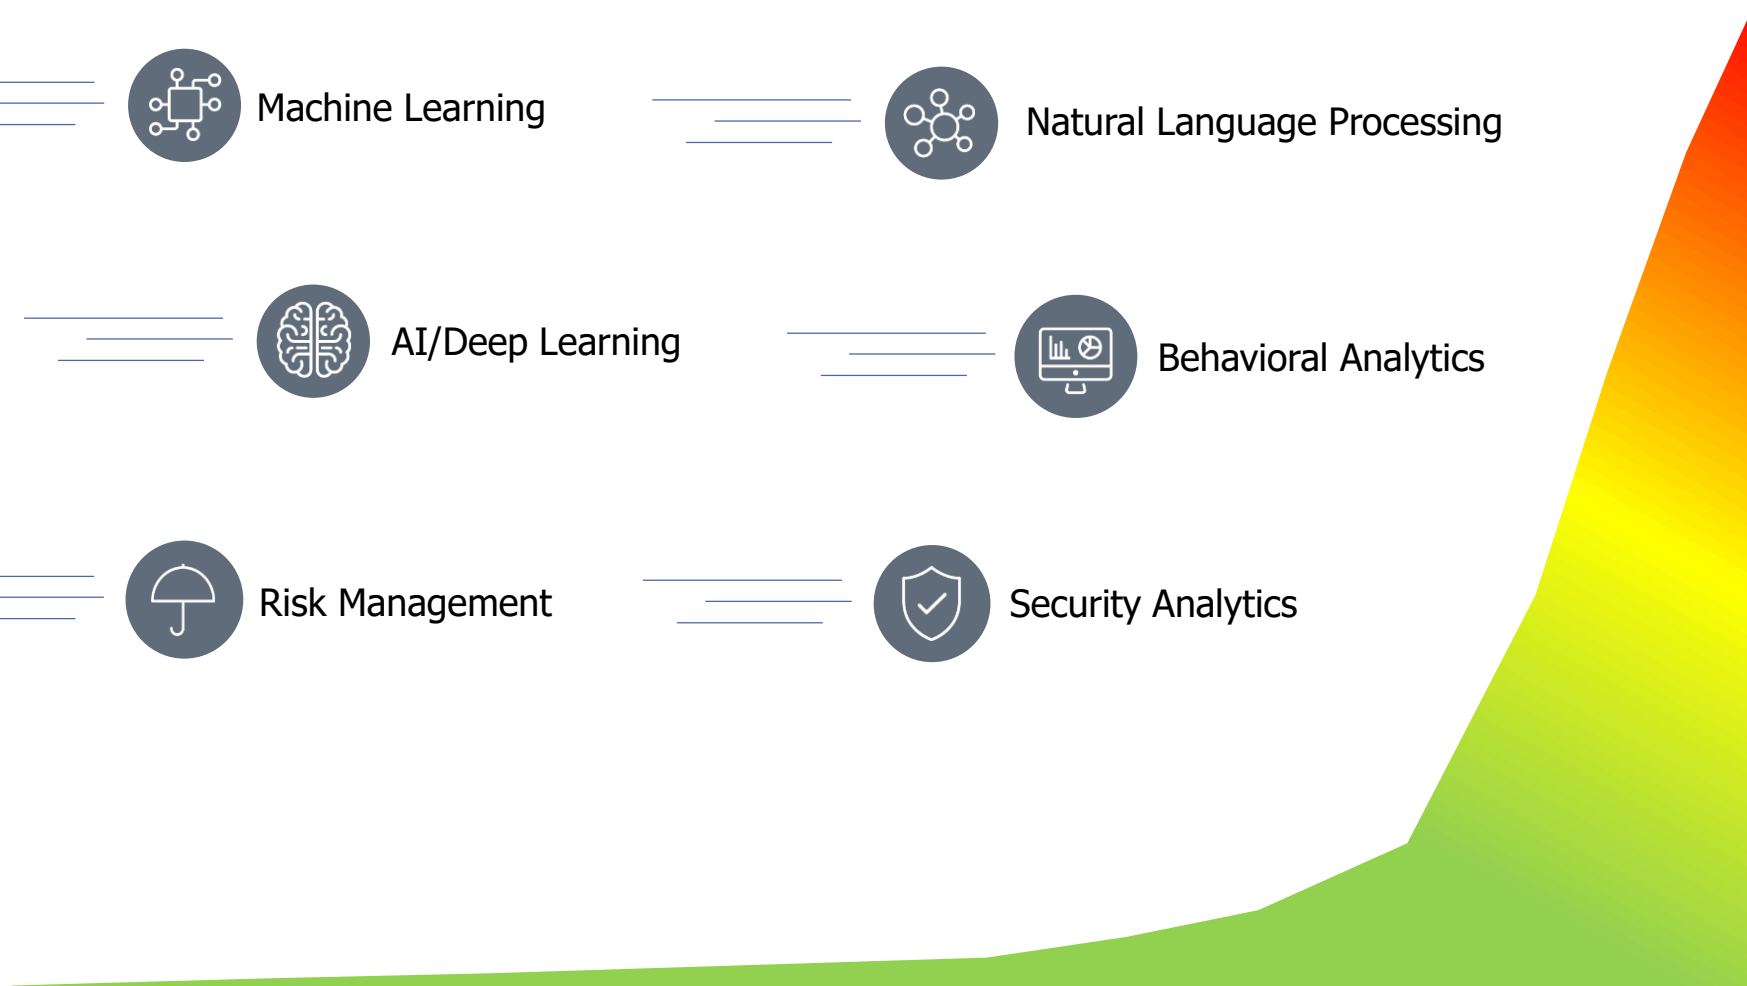 Machine Learning
Natural Language Processing
AI/Deep Learning
Behavioral Analytics
Risk Management
Security Analytics